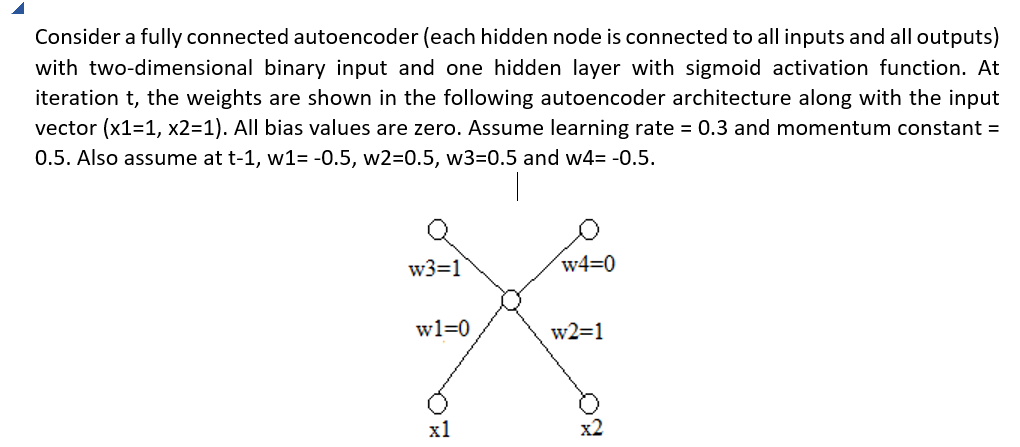 Consider a fully connected autoencoder (each hidden node is connected to all inputs and all outputs)
with two-dimensional binary input and one hidden layer with sigmoid activation function. At
iteration t, the weights are shown in the following autoencoder architecture along with the input
vector (x1=1, x2=1). All bias values are zero. Assume learning rate = 0.3 and momentum constant =
0.5. Also assume at t-1, w1= -0.5, w2=0.5, w3=0.5 and w4= -0.5.
w3=1 w4=0
w1=0 w2=1
x1 x2